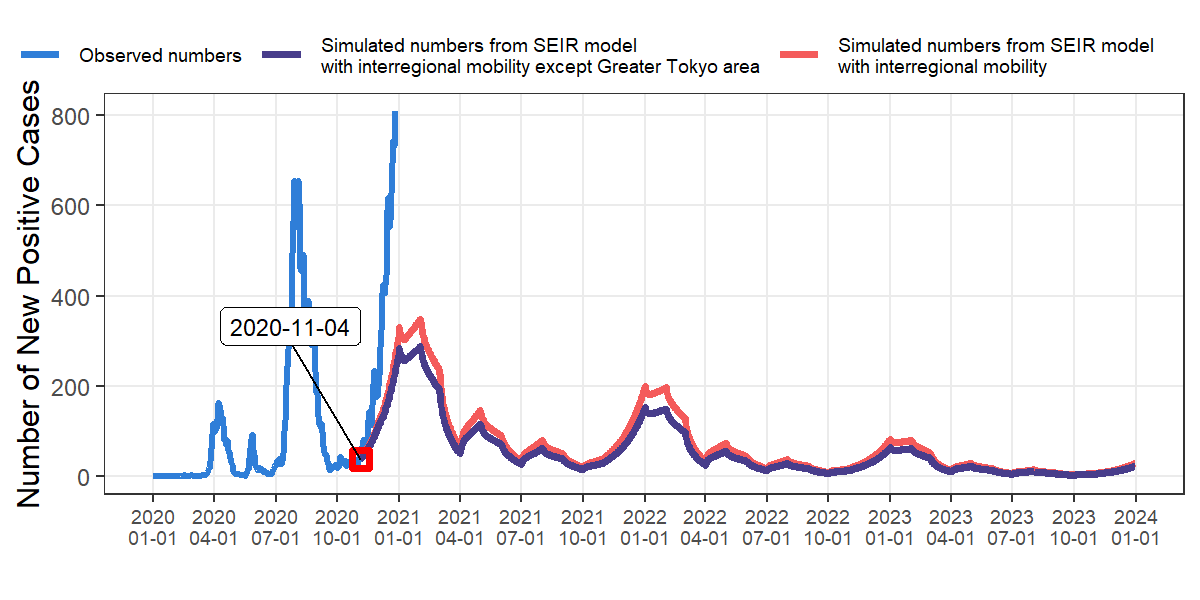 Observed numbers
Simulated numbers from SEIR model
with interregional mobility except Greater Tokyo area
Simulated numbers from SEIR model
with interregional mobility
Number of New Positive Cases
800
600
400
200
0
2020-11-04
2020 2020 2020 2020 2021 2021 2021 2021 2022 2022 2022 2022 2023 2023 2023 2023 2024
01-01 04-01 07-01 10-01 01-01 04-01 07-01 10-01 01-01 04-01 07-01 10-01 01-01 04-01 07-01 10-01 01-01